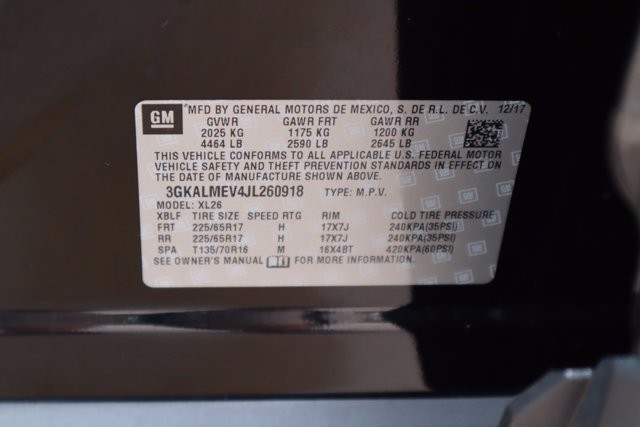 GM
MFD BY GENERAL MOTORS DE MEXICO, S. DE R.L. DE C.V. 12/17
GVWR GAWR FRT GAWR RR
2025 KG 1175 KG 1200 KG
4464 LB 2590 LB 2645 LB
THIS VEHICLE CONFORMS TO ALL APPLICABLE U.S. FEDERAL MOTOR
VEHICLE SAFETY AND THEFT PREVENTION STANDARDS IN EFFECT ON
THE DATE OF MANUFACTURE SHOWN ABOVE.
3GKALMEV4JL260918 TYPE: M.P.V.
MODEL: XL26
XBLF TIRE SIZE SPEED RTG RIM COLD TIRE PRESSURE
FRT 225/65R17 H 17X7J 240KPA(35PSI)
RR 225/65R17 H 17X7J 240KPA(35PSI)
SPA T135/70R16 M 16X4BT 420KPA(60PSI)
SEE OWNER'S MANUAL FOR MORE INFORMATION.